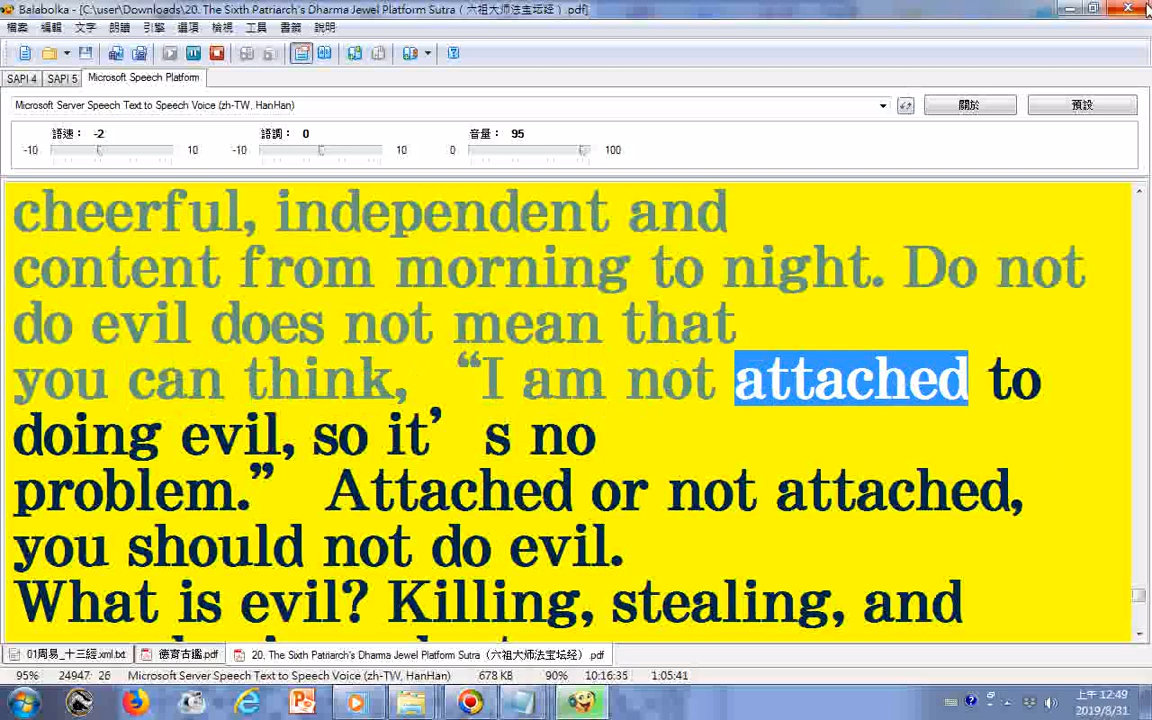 Balabolka - [C:\user\Downloads\20. The Sixth Patriarch's Dharma Jewel Platform Sutra（六祖大师法宝坛经）.pdf]
檔案 編輯 文字 朗讀 引擎 選項 檢視 工具 書籤 說明
SAPI 4 SAPI 5 Microsoft Speech Platform
Microsoft Server Speech Text to Speech Voice (zh-TW, HanHan) 關於 預設
語速： -2 語調： 0 音量： 95
-10 10 -10 10 0 100
cheerful, independent and
content from morning to night. Do not
do evil does not mean that
you can think, “I am not attached to
doing evil, so it’s no
problem.” Attached or not attached,
you should not do evil.
What is evil? Killing, stealing, and
01周易_十三經.xml.txt 德育古鑑.pdf 20. The Sixth Patriarch's Dharma Jewel Platform Sutra（六祖大师法宝坛经）.pdf
95% 24947: 26 Microsoft Server Speech Text to Speech Voice (zh-TW, HanHan) 678 KB 90% 10:16:35 1:05:41
上午 12:49
2019/8/31